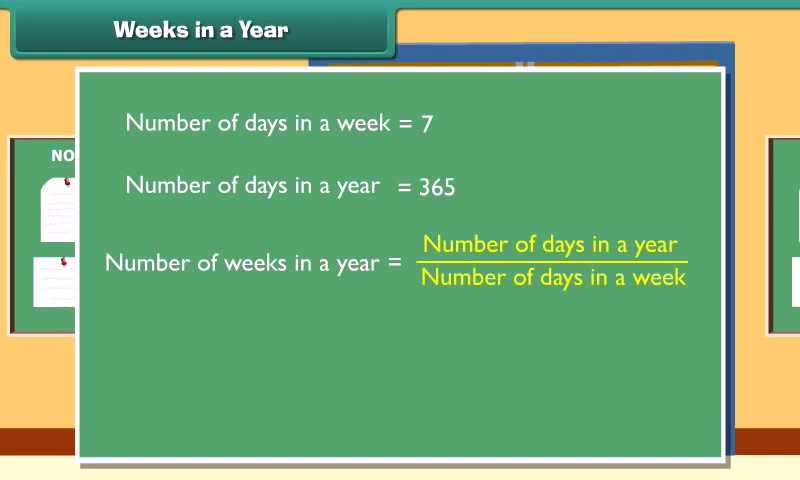 Weeks in a Year
Number of days in a week = 7
Number of days in a year = 365
Number of weeks in a year =
Number of days in a year
Number of days in a week
NO